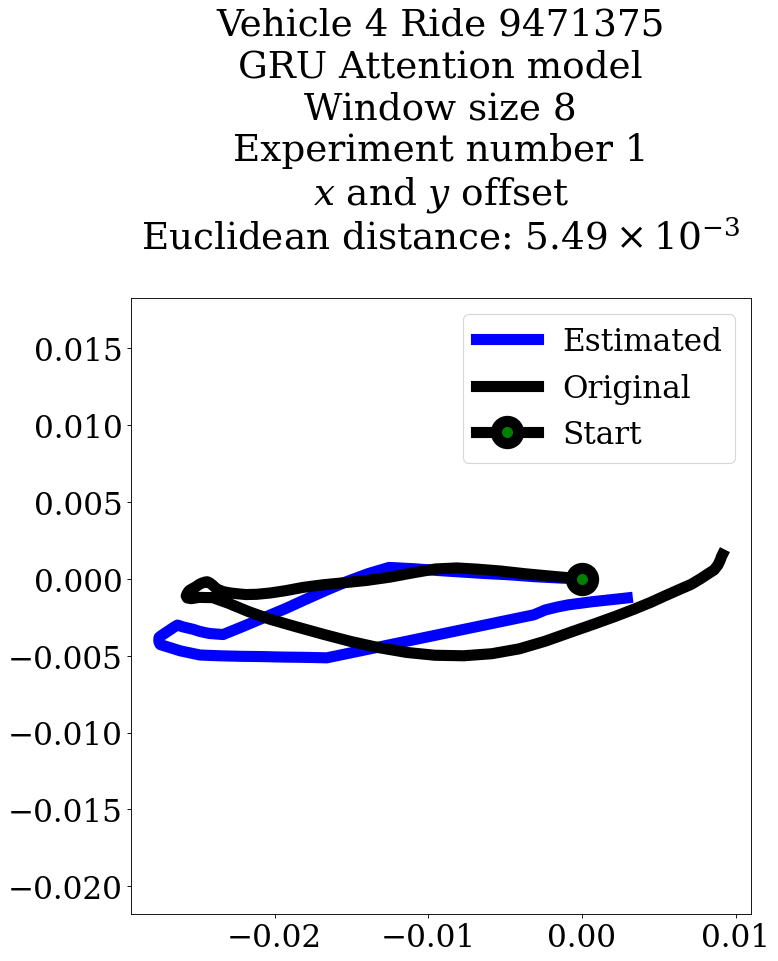 Vehicle 4 Ride 9471375
GRU Attention model
Window size 8
Experiment number 1
x and y offset
Euclidean distance: 5.49 × 10⁻³
Estimated
Original
Start
0.015
0.010
0.005
0.000
−0.005
−0.010
−0.015
−0.020
−0.02 −0.01 0.00 0.01